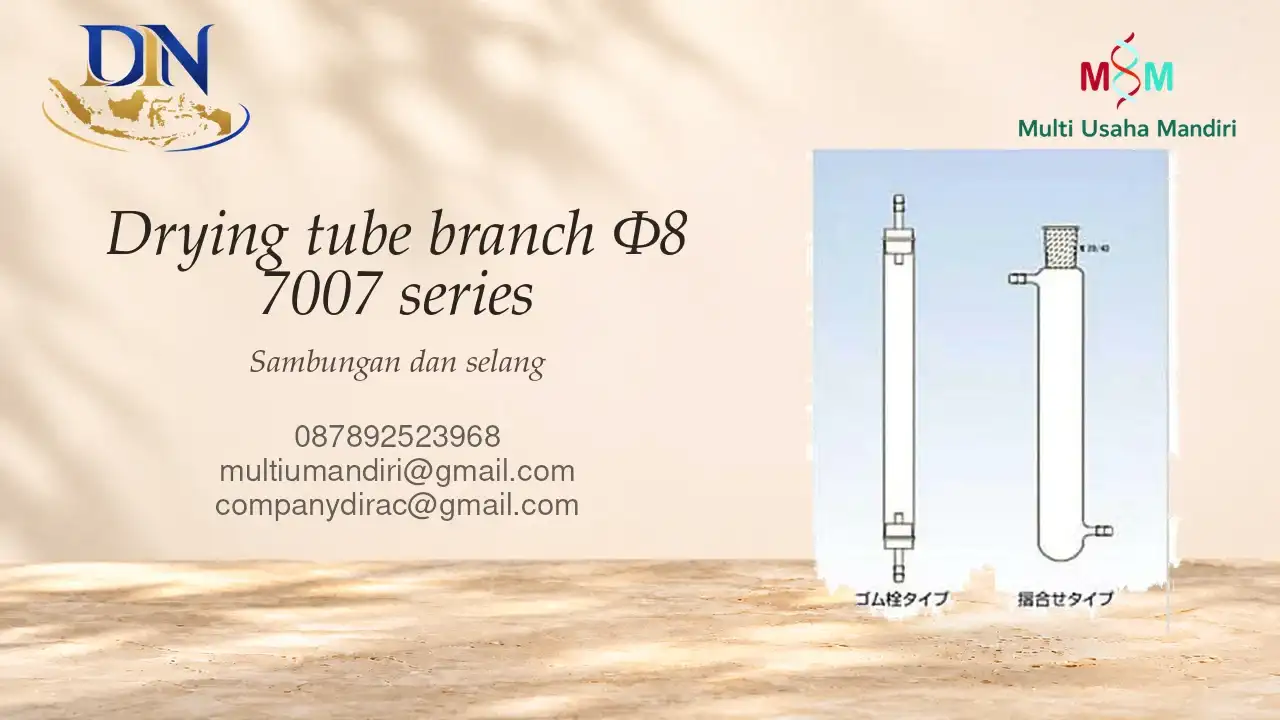 DIN
MSM
Multi Usaha Mandiri
Drying tube branch Φ8
7007 series
Sambungan dan selang
087892523968
multiumandiri@gmail.com
companydirac@gmail.com
ゴム栓タイプ
摺合せタイプ